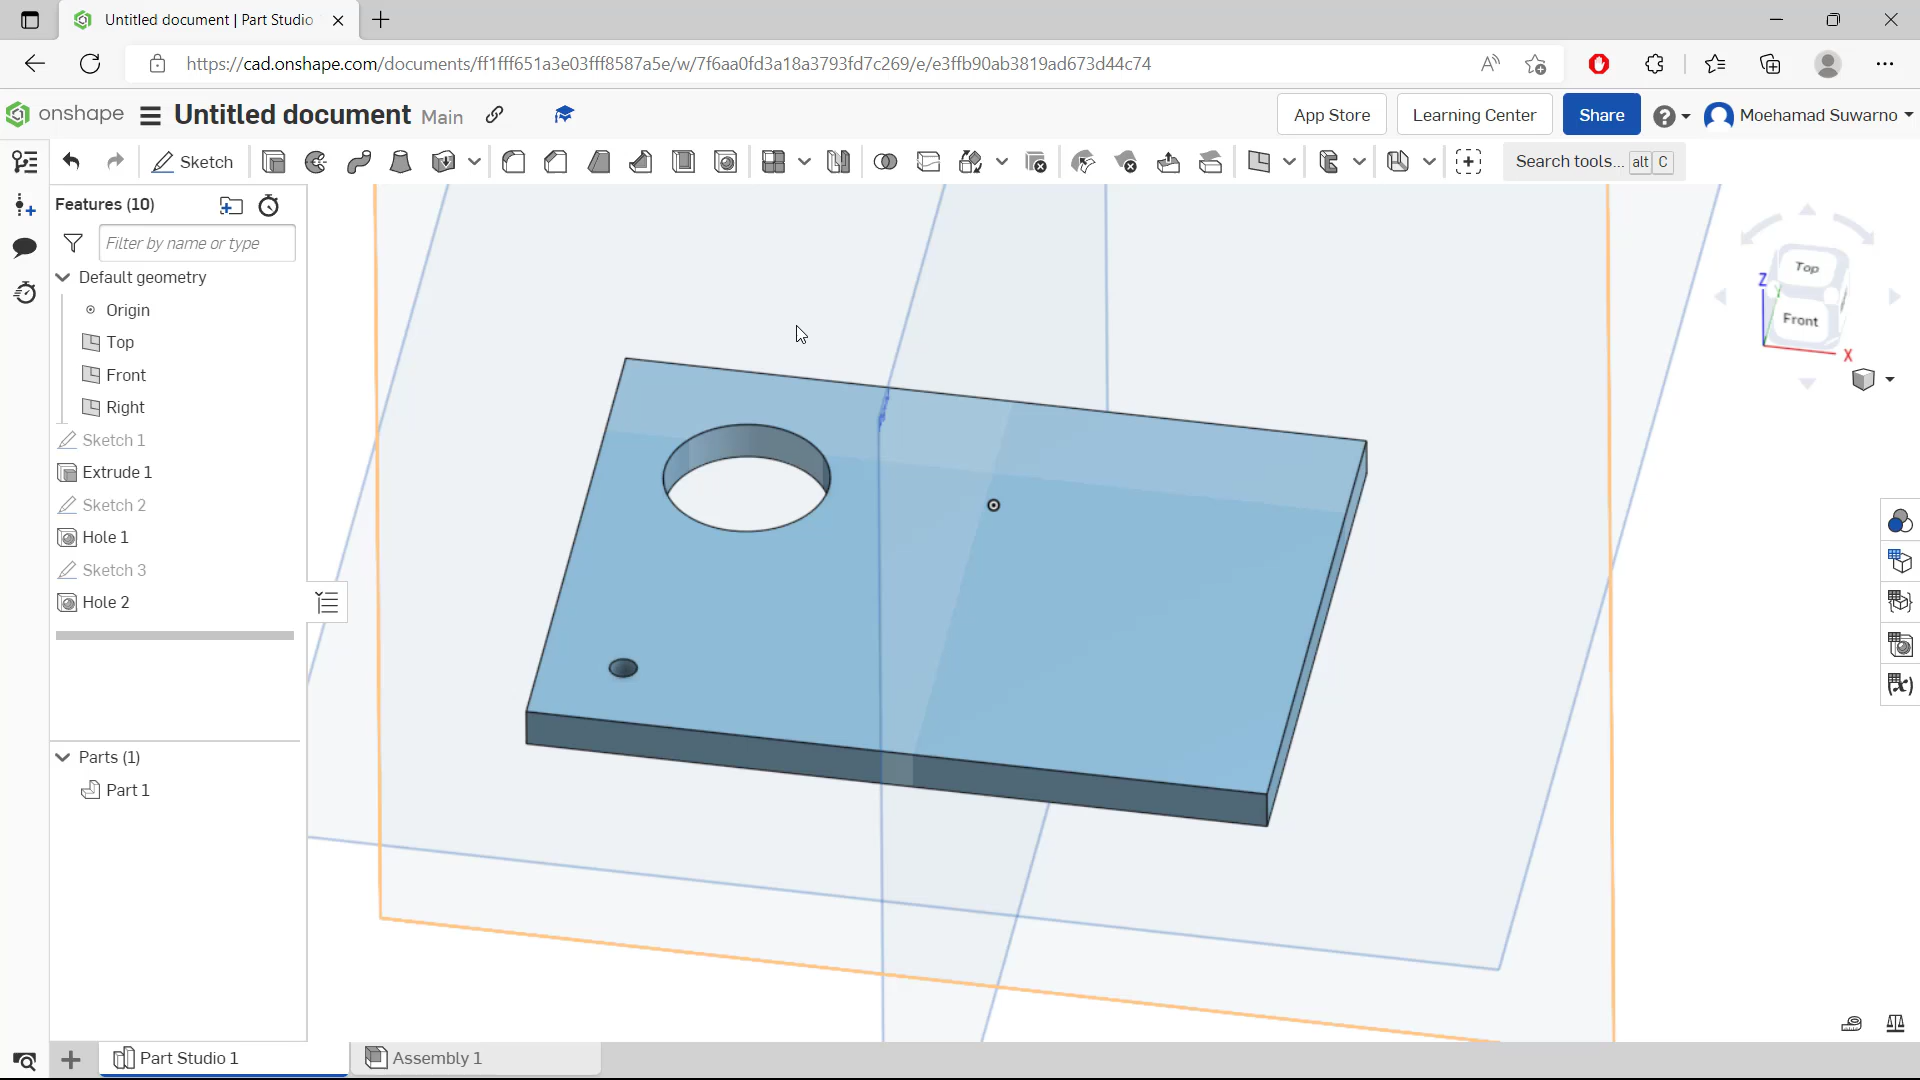 Untitled document | Part Studio
https://cad.onshape.com/documents/ff1fff651a3e03fff8587a5e/w/7f6aa0fd3a18a3793fd7c269/e/e3ffb90ab3819ad673d44c74
onshape
Untitled document
Main
App Store
Learning Center
Share
Moehamad Suwarno
Sketch
Search tools... alt C
Features (10)
Filter by name or type
Default geometry
Origin
Top
Front
Right
Sketch 1
Extrude 1
Sketch 2
Hole 1
Sketch 3
Hole 2
Parts (1)
Part 1
Top
Front
Z
Y
X
Part Studio 1
Assembly 1